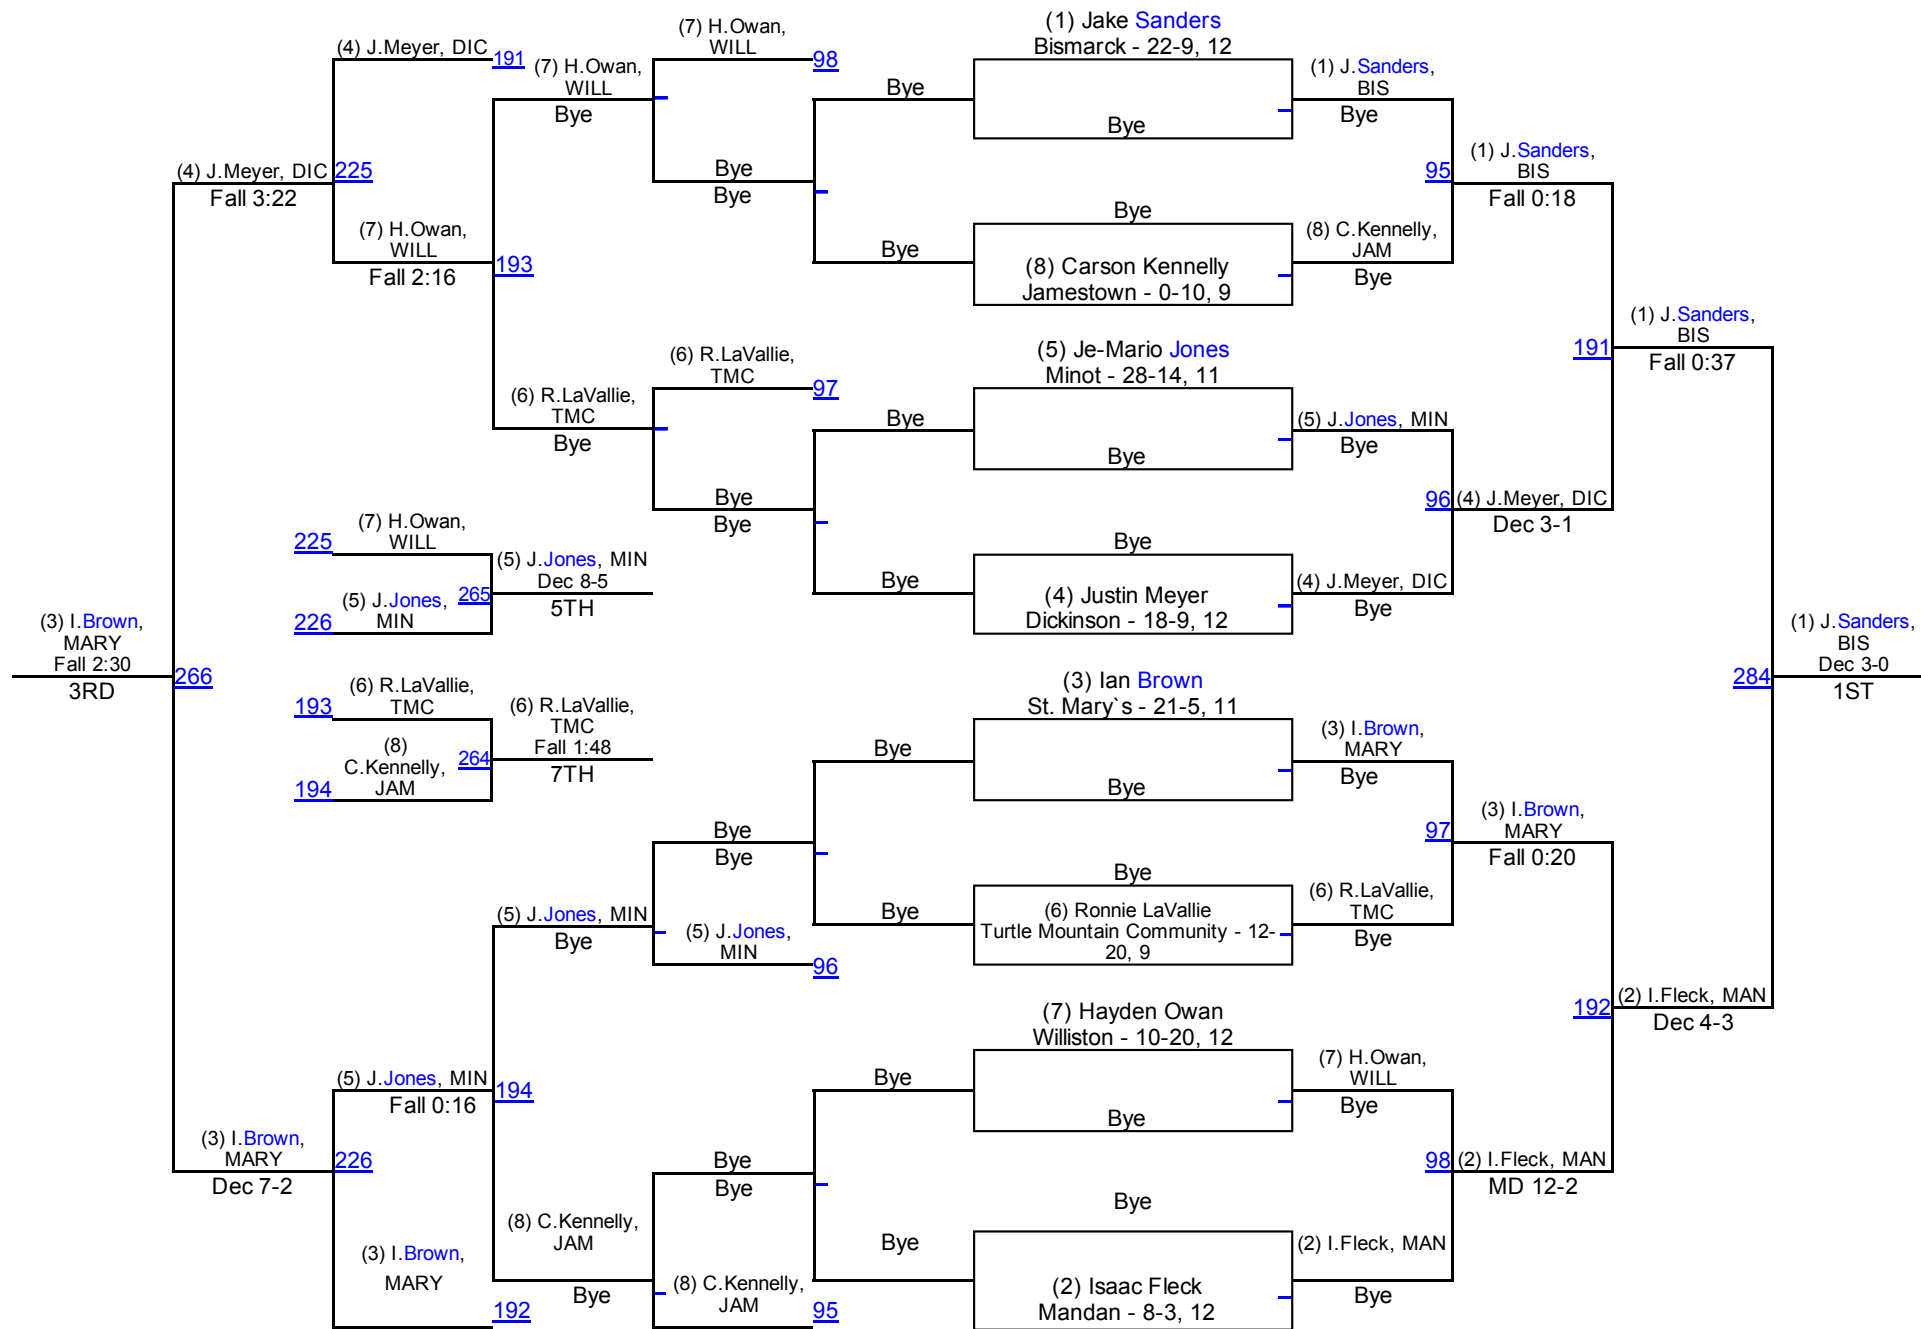 (4) J.Meyer, DIC
191
(7) H.Owan,
WILL
Bye
(7) H.Owan,
WILL
98
(4) J.Meyer, DIC
225
Fall 3:22
(7) H.Owan,
WILL
Fall 2:16
193
Bye
Bye
(6) R.LaVallie,
TMC
97
(6) R.LaVallie,
TMC
Bye
Bye
Bye
225
(7) H.Owan,
WILL
(5) J.Jones, MIN
Dec 8-5
5TH
265
226
(5) J.Jones,
MIN
(3) I.Brown,
MARY
Fall 2:30
3RD
266
193
(6) R.LaVallie,
TMC
(6) R.LaVallie,
TMC
Fall 1:48
7TH
264
194
(8)
C.Kennelly,
JAM
Bye
Bye
(5) J.Jones, MIN
Bye
(5) J.Jones,
MIN
96
(5) J.Jones, MIN
194
Fall 0:16
(3) I.Brown,
MARY
226
Dec 7-2
Bye
Bye
(8) C.Kennelly,
JAM
Bye
(3) I.Brown,
MARY
192
(8) C.Kennelly,
JAM
95
(1) Jake Sanders
Bismarck - 22-9, 12
Bye
Bye
(1) J.Sanders,
BIS
Bye
95
(1) J.Sanders,
BIS
Fall 0:18
Bye
Bye
(8) Carson Kennelly
Jamestown - 0-10, 9
(8) C.Kennelly,
JAM
Bye
191
(1) J.Sanders,
BIS
Fall 0:37
(5) Je-Mario Jones
Minot - 28-14, 11
Bye
Bye
(5) J.Jones, MIN
Bye
96
(4) J.Meyer, DIC
Dec 3-1
Bye
Bye
(4) Justin Meyer
Dickinson - 18-9, 12
(4) J.Meyer, DIC
Bye
284
(1) J.Sanders,
BIS
Dec 3-0
1ST
(3) Ian Brown
St. Mary`s - 21-5, 11
Bye
Bye
(3) I.Brown,
MARY
Bye
97
(3) I.Brown,
MARY
Fall 0:20
Bye
Bye
(6) Ronnie LaVallie
Turtle Mountain Community - 12-
20, 9
(6) R.LaVallie,
TMC
Bye
192
(2) I.Fleck, MAN
Dec 4-3
(7) Hayden Owan
Williston - 10-20, 12
Bye
Bye
(7) H.Owan,
WILL
Bye
98
(2) I.Fleck, MAN
MD 12-2
Bye
Bye
(2) Isaac Fleck
Mandan - 8-3, 12
(2) I.Fleck, MAN
Bye